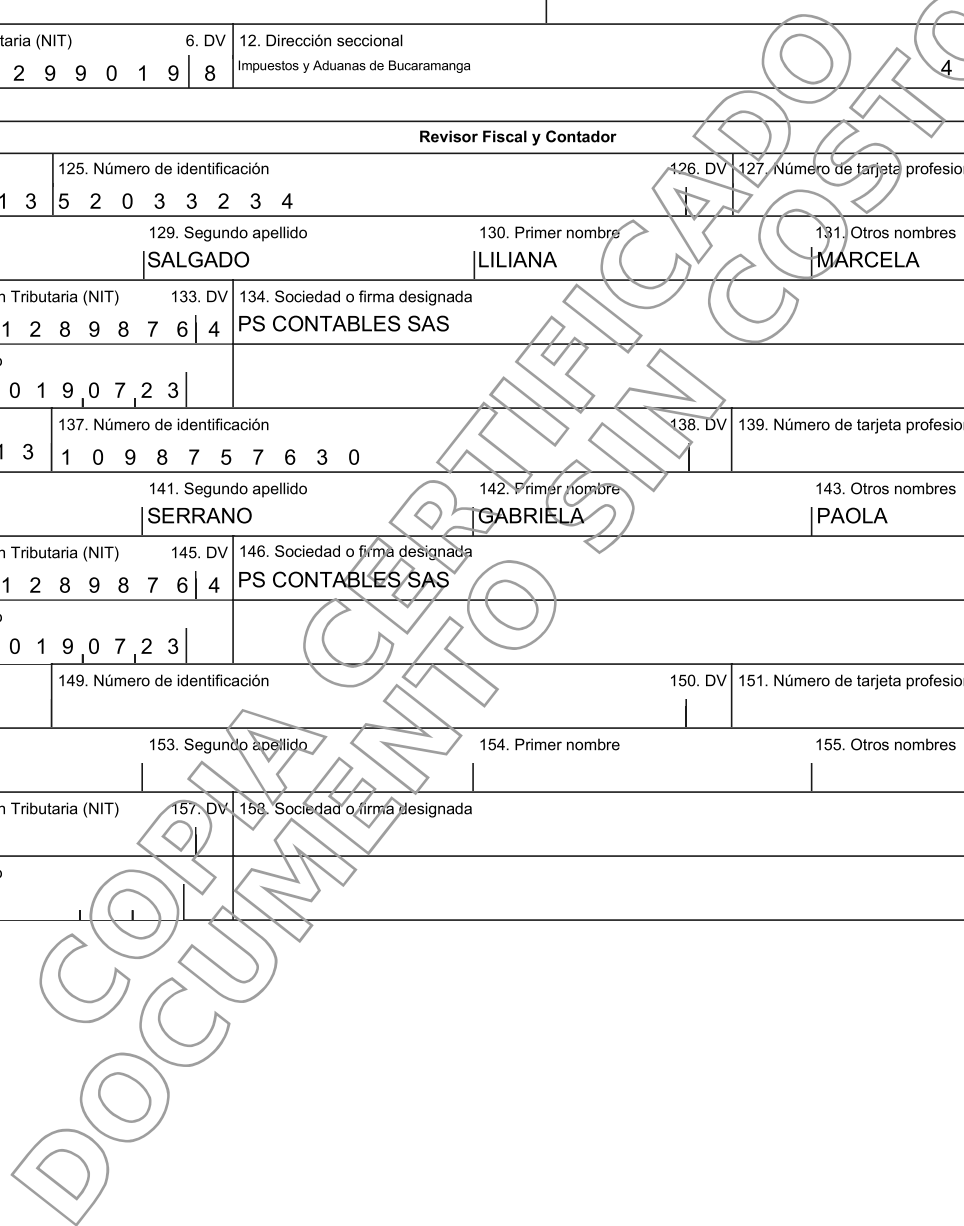 taria (NIT) 6. DV 12. Dirección seccional
2 9 9 0 1 9 8 Impuestos y Aduanas de Bucaramanga 4
Revisor Fiscal y Contador
125. Número de identificación 126. DV 127. Número de tarjeta profesion
1 3 5 2 0 3 3 2 3 4
129. Segundo apellido 130. Primer nombre 131. Otros nombres
SALGADO LILIANA MARCELA
n Tributaria (NIT) 133. DV 134. Sociedad o firma designada
1 2 8 9 8 7 6 4 PS CONTABLES SAS
o
0 1 9 0 7 2 3
137. Número de identificación 138. DV 139. Número de tarjeta profesion
1 3 1 0 9 8 7 5 7 6 3 0
141. Segundo apellido 142. Primer nombre 143. Otros nombres
SERRANO GABRIELA PAOLA
n Tributaria (NIT) 145. DV 146. Sociedad o firma designada
1 2 8 9 8 7 6 4 PS CONTABLES SAS
o
0 1 9 0 7 2 3
149. Número de identificación 150. DV 151. Número de tarjeta profesion
153. Segundo apellido 154. Primer nombre 155. Otros nombres
n Tributaria (NIT) 157. DV 158. Sociedad o firma designada
o
COPIA CERTIFICADO
DOCUMENTO SIN COSTO